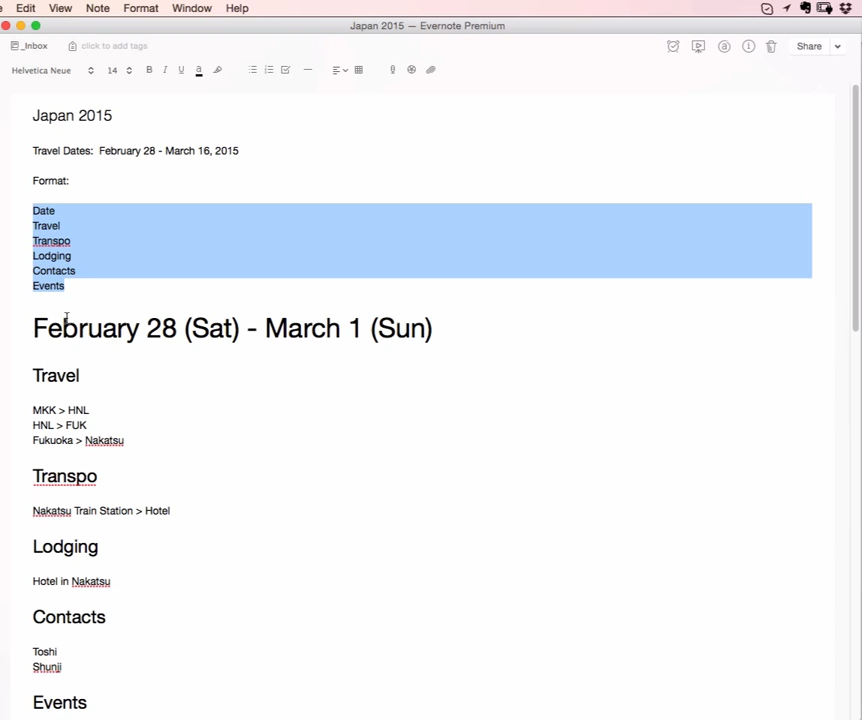 Edit View Note Format Window Help
Japan 2015 — Evernote Premium
_Inbox click to add tags Share
Helvetica Neue 14 B I U a
Japan 2015
Travel Dates: February 28 - March 16, 2015
Format:
Date
Travel
Transpo
Lodging
Contacts
Events
February 28 (Sat) - March 1 (Sun)
Travel
MKK > HNL
HNL > FUK
Fukuoka > Nakatsu
Transpo
Nakatsu Train Station > Hotel
Lodging
Hotel in Nakatsu
Contacts
Toshi
Shunji
Events